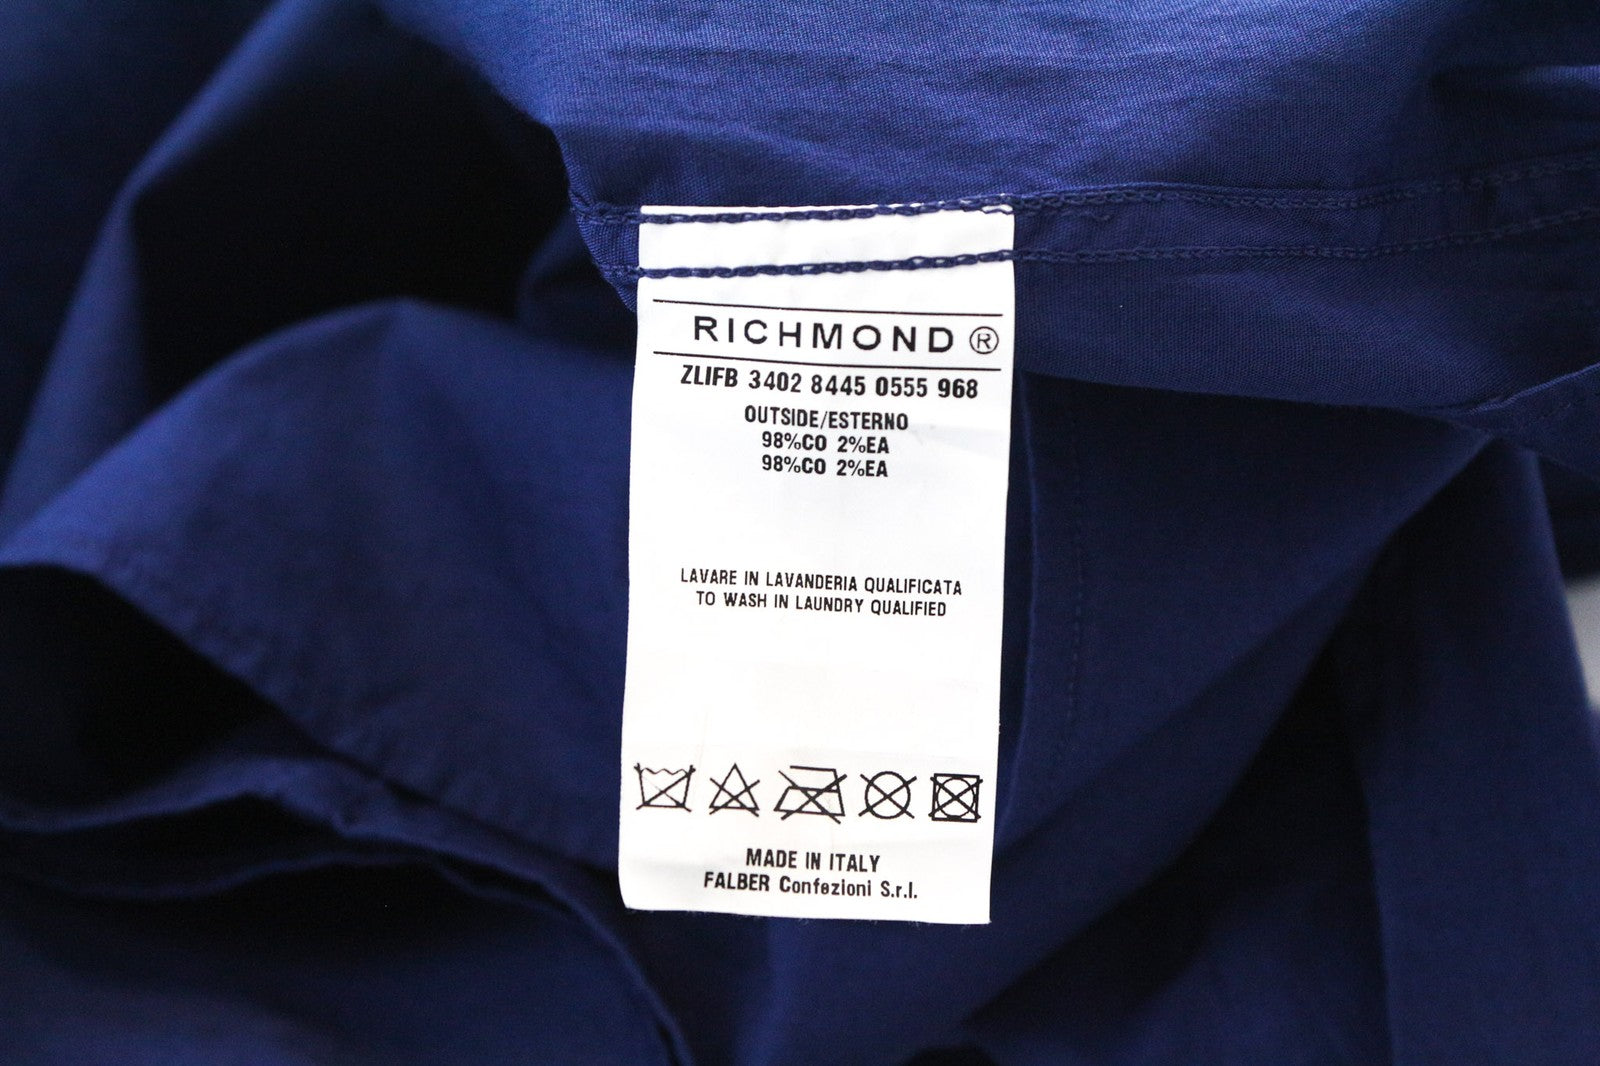 RICHMOND ®
ZLIFB 3402 8445 0555 968
OUTSIDE/ESTERNO
98%CO 2%EA
98%CO 2%EA
LAVARE IN LAVANDERIA QUALIFICATA
TO WASH IN LAUNDRY QUALIFIED
MADE IN ITALY
FALBER Confezioni S.r.l.